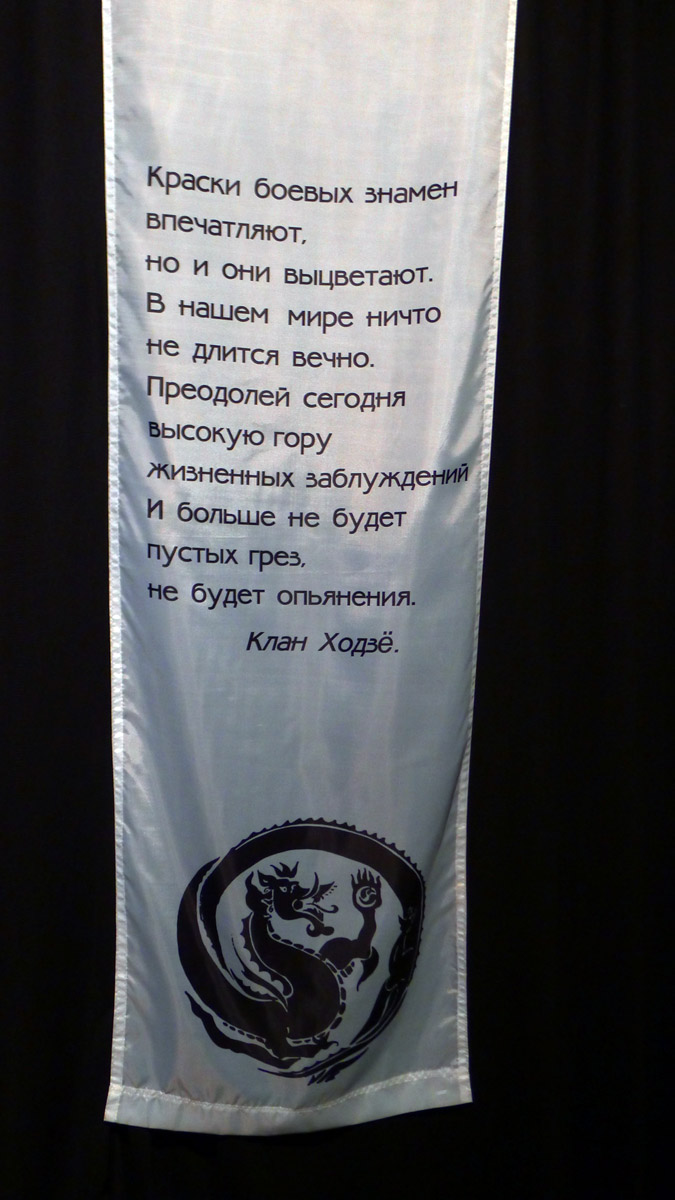 Краски боевых знамен
впечатляют,
но и они выцветают.
В нашем мире ничто
не длится вечно.
Преодолей сегодня
высокую гору
жизненных заблуждений
И больше не будет
пустых грез,
не будет опьянения.
Клан Ходзё.